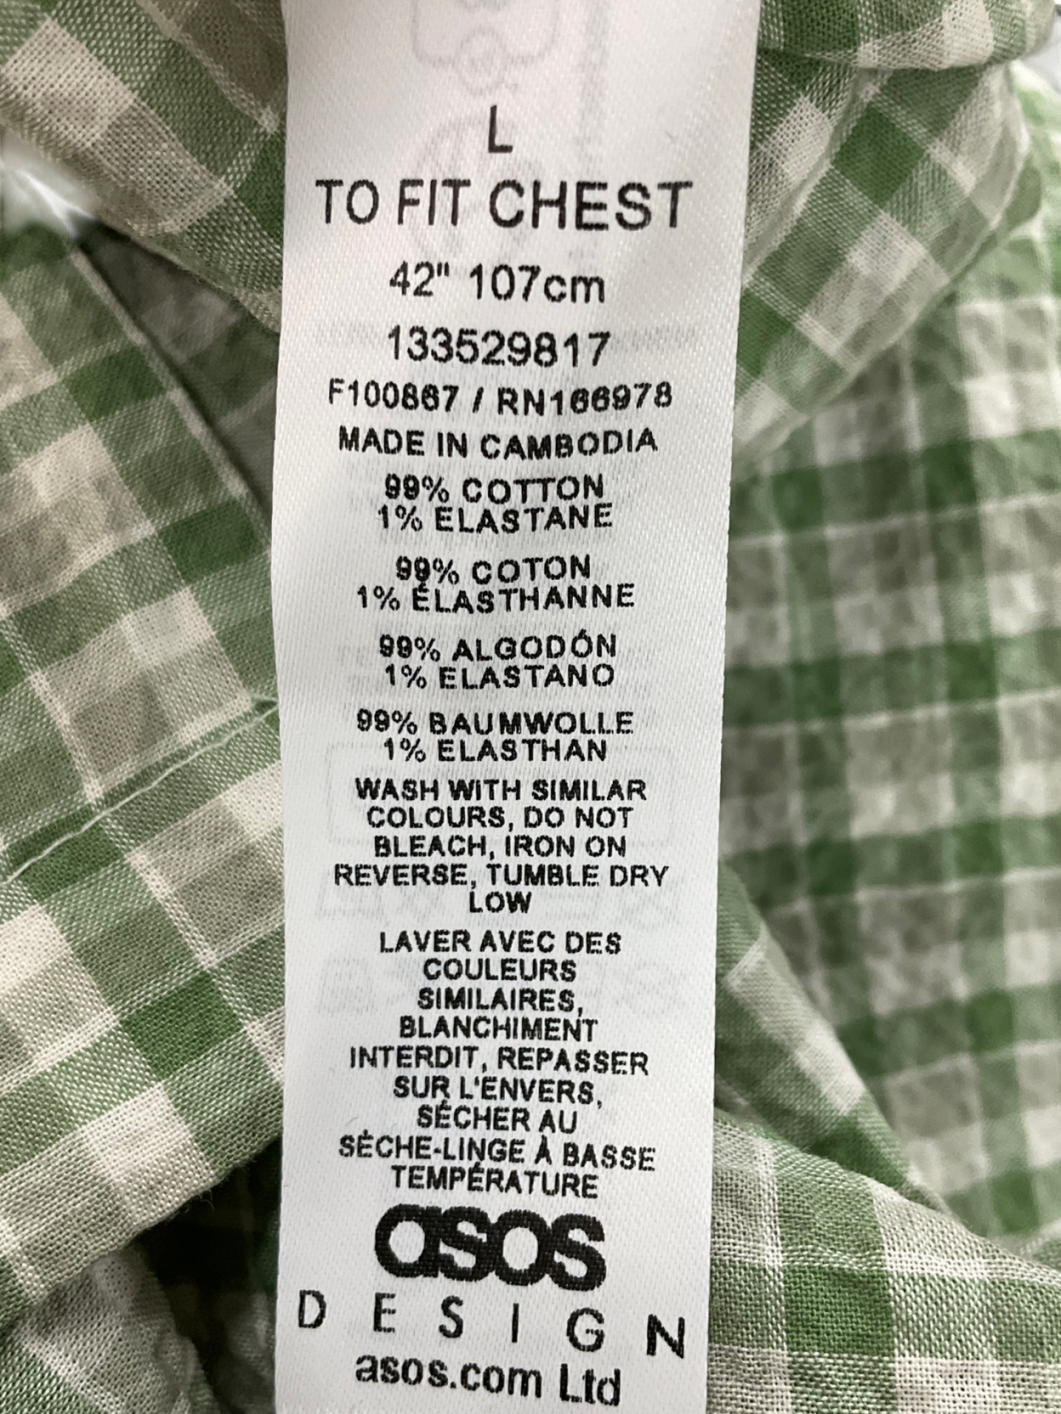 L
TO FIT CHEST
42" 107cm
133529817
F100867 / RN166978
MADE IN CAMBODIA
99% COTTON
1% ELASTANE
99% COTON
1% ÉLASTHANNE
99% ALGODÓN
1% ELASTANO
99% BAUMWOLLE
1% ELASTHAN
WASH WITH SIMILAR
COLOURS, DO NOT
BLEACH, IRON ON
REVERSE, TUMBLE DRY
LOW
LAVER AVEC DES
COULEURS
SIMILAIRES,
BLANCHIMENT
INTERDIT, REPASSER
SUR L'ENVERS,
SÉCHER AU
SÈCHE-LINGE À BASSE
TEMPÉRATURE
asos
DESIGN
asos.com Ltd